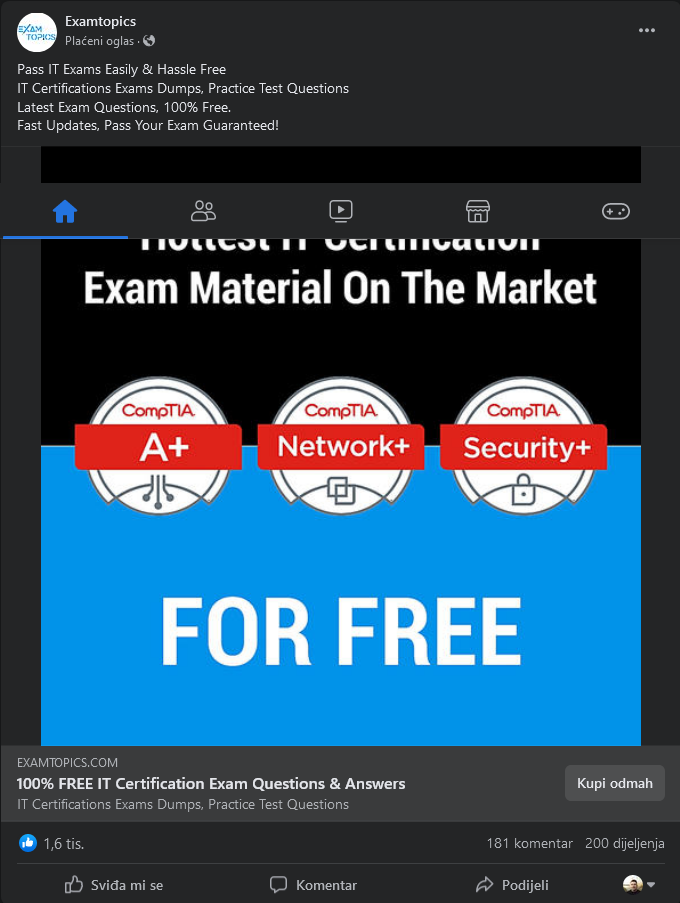 EXAM
TOPICS
Examtopics
Plaćeni oglas ·
Pass IT Exams Easily & Hassle Free
IT Certifications Exams Dumps, Practice Test Questions
Latest Exam Questions, 100% Free.
Fast Updates, Pass Your Exam Guaranteed!
Hottest IT Certification
Exam Material On The Market
CompTIA. CompTIA. CompTIA.
A+ Network+ Security+
FOR FREE
EXAMTOPICS.COM
100% FREE IT Certification Exam Questions & Answers
IT Certifications Exams Dumps, Practice Test Questions
Kupi odmah
1,6 tis. 181 komentar 200 dijeljenja
Sviđa mi se Komentar Podijeli